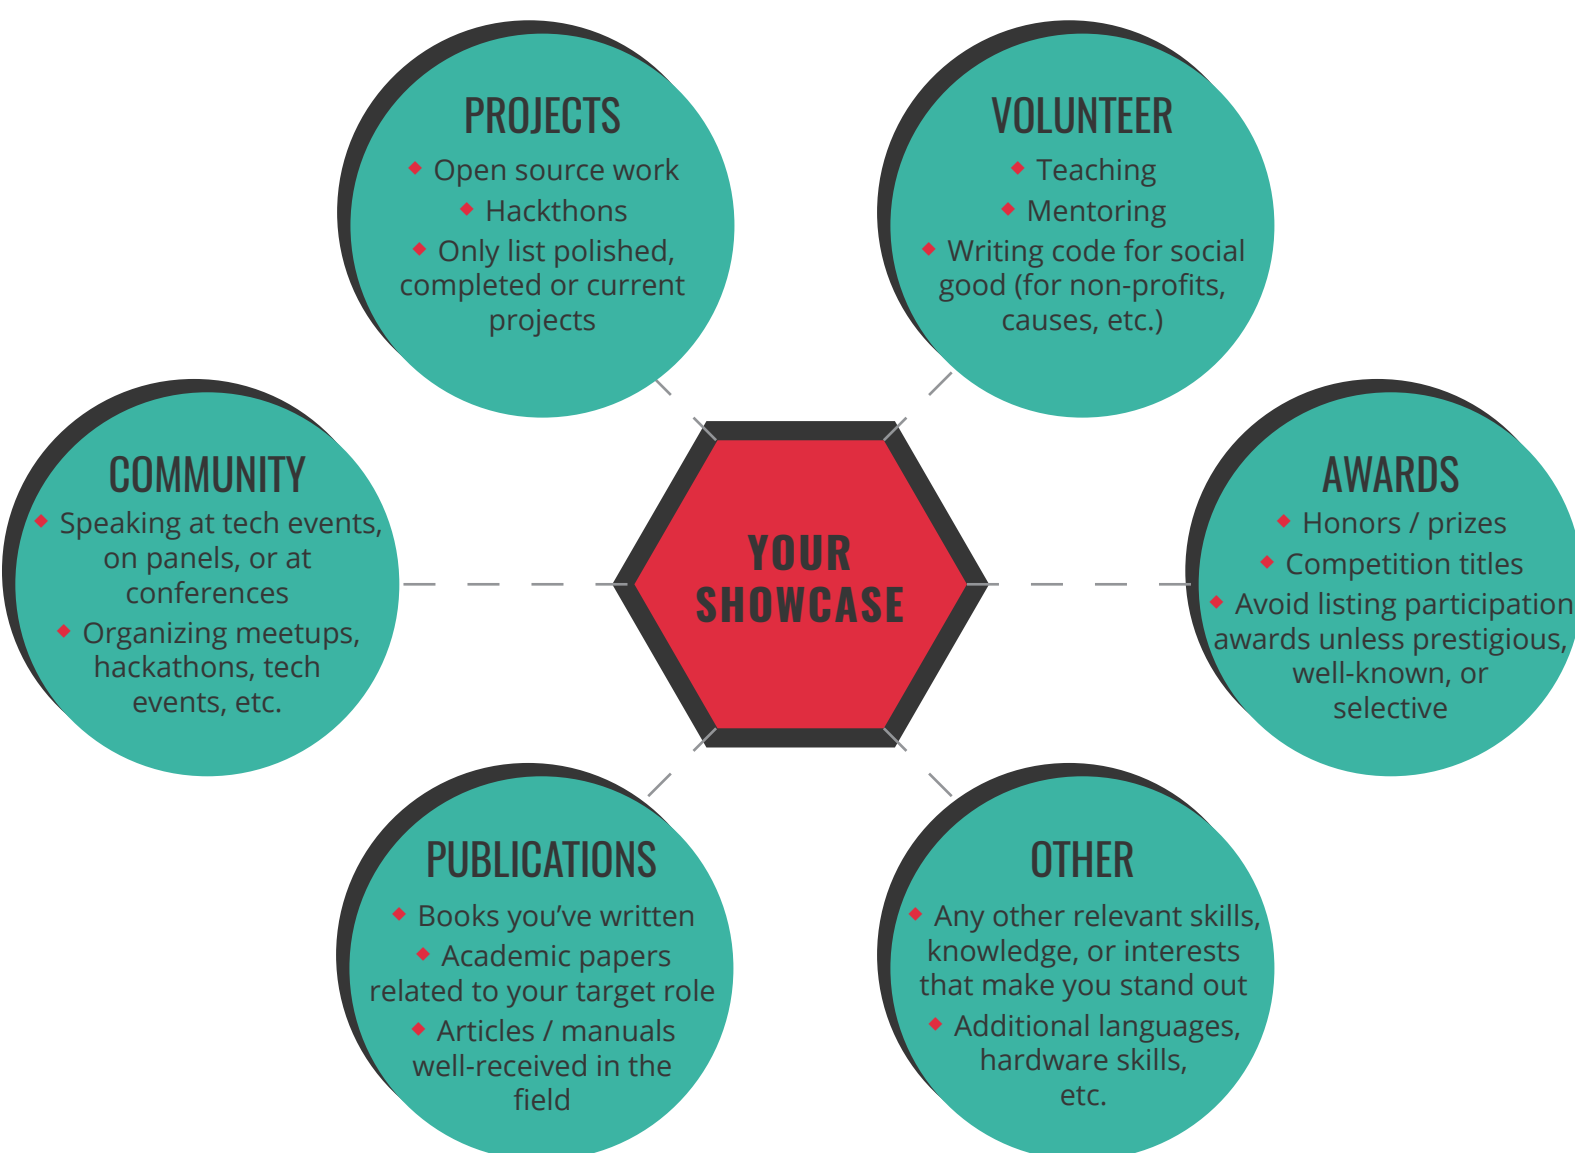 PROJECTS
Open source work
Hackthons
Only list polished,
completed or current
projects
VOLUNTEER
Teaching
Mentoring
Writing code for social
good (for non-profits,
causes, etc.)
COMMUNITY
Speaking at tech events,
on panels, or at
conferences
Organizing meetups,
hackathons, tech
events, etc.
YOUR
SHOWCASE
AWARDS
Honors / prizes
Competition titles
Avoid listing participation
awards unless prestigious,
well-known, or
selective
PUBLICATIONS
Books you’ve written
Academic papers
related to your target role
Articles / manuals
well-received in the
field
OTHER
Any other relevant skills,
knowledge, or interests
that make you stand out
Additional languages,
hardware skills,
etc.